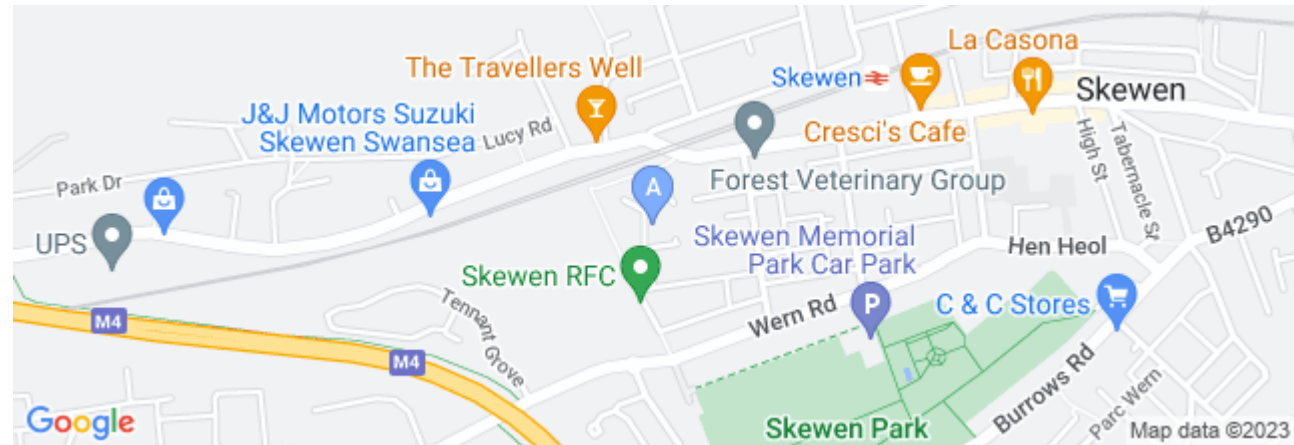 La Casona
The Travellers Well
Skewen
Skewen
J&J Motors Suzuki
Skewen Swansea
Lucy Rd
Cresci's Cafe
High St
Tabernacle St
Park Dr
Forest Veterinary Group
UPS
Skewen Memorial
Park Car Park
Hen Heol
B4290
Skewen RFC
Tennant Grove
Wern Rd
P
C & C Stores
M4
M4
A
Burrows Rd
Parc Wern
Google
Skewen Park
Map data ©2023